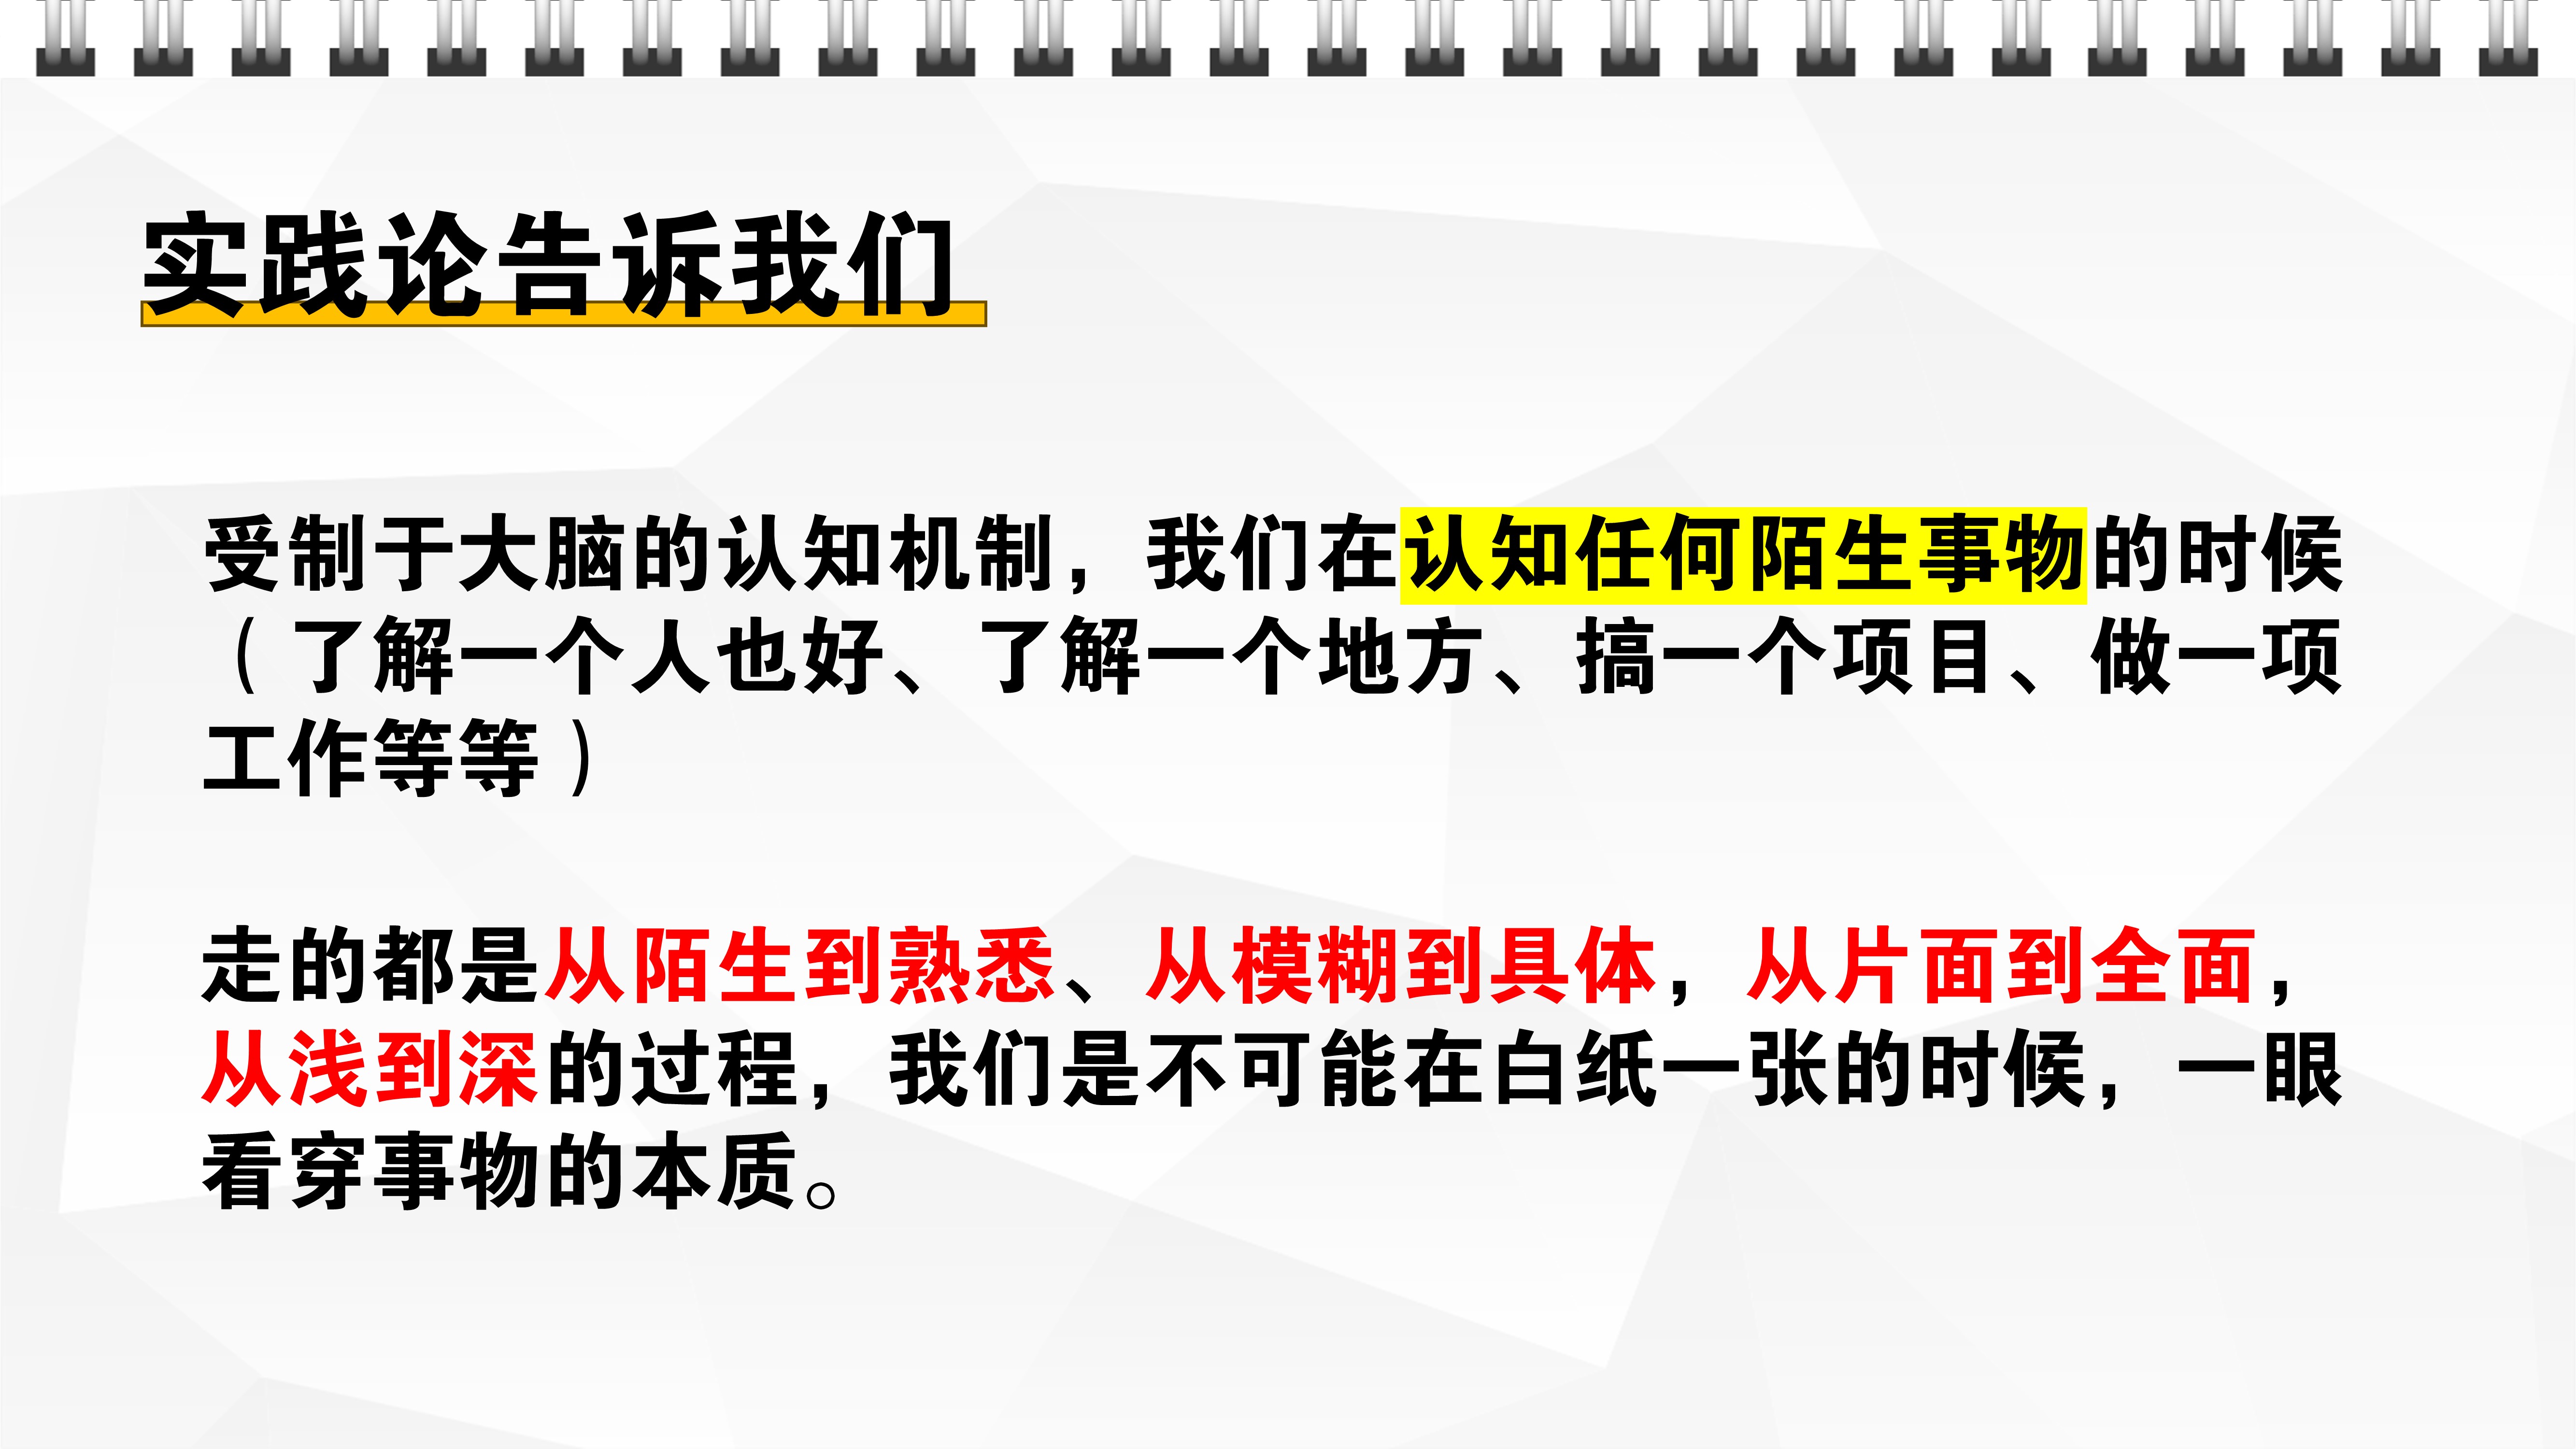 实践论告诉我们
受制于大脑的认知机制，我们在认知任何陌生事物的时候
（了解一个人也好、了解一个地方、搞一个项目、做一项
工作等等）
走的都是从陌生到熟悉、从模糊到具体，从片面到全面，
从浅到深的过程，我们是不可能在白纸一张的时候，一眼
看穿事物的本质。